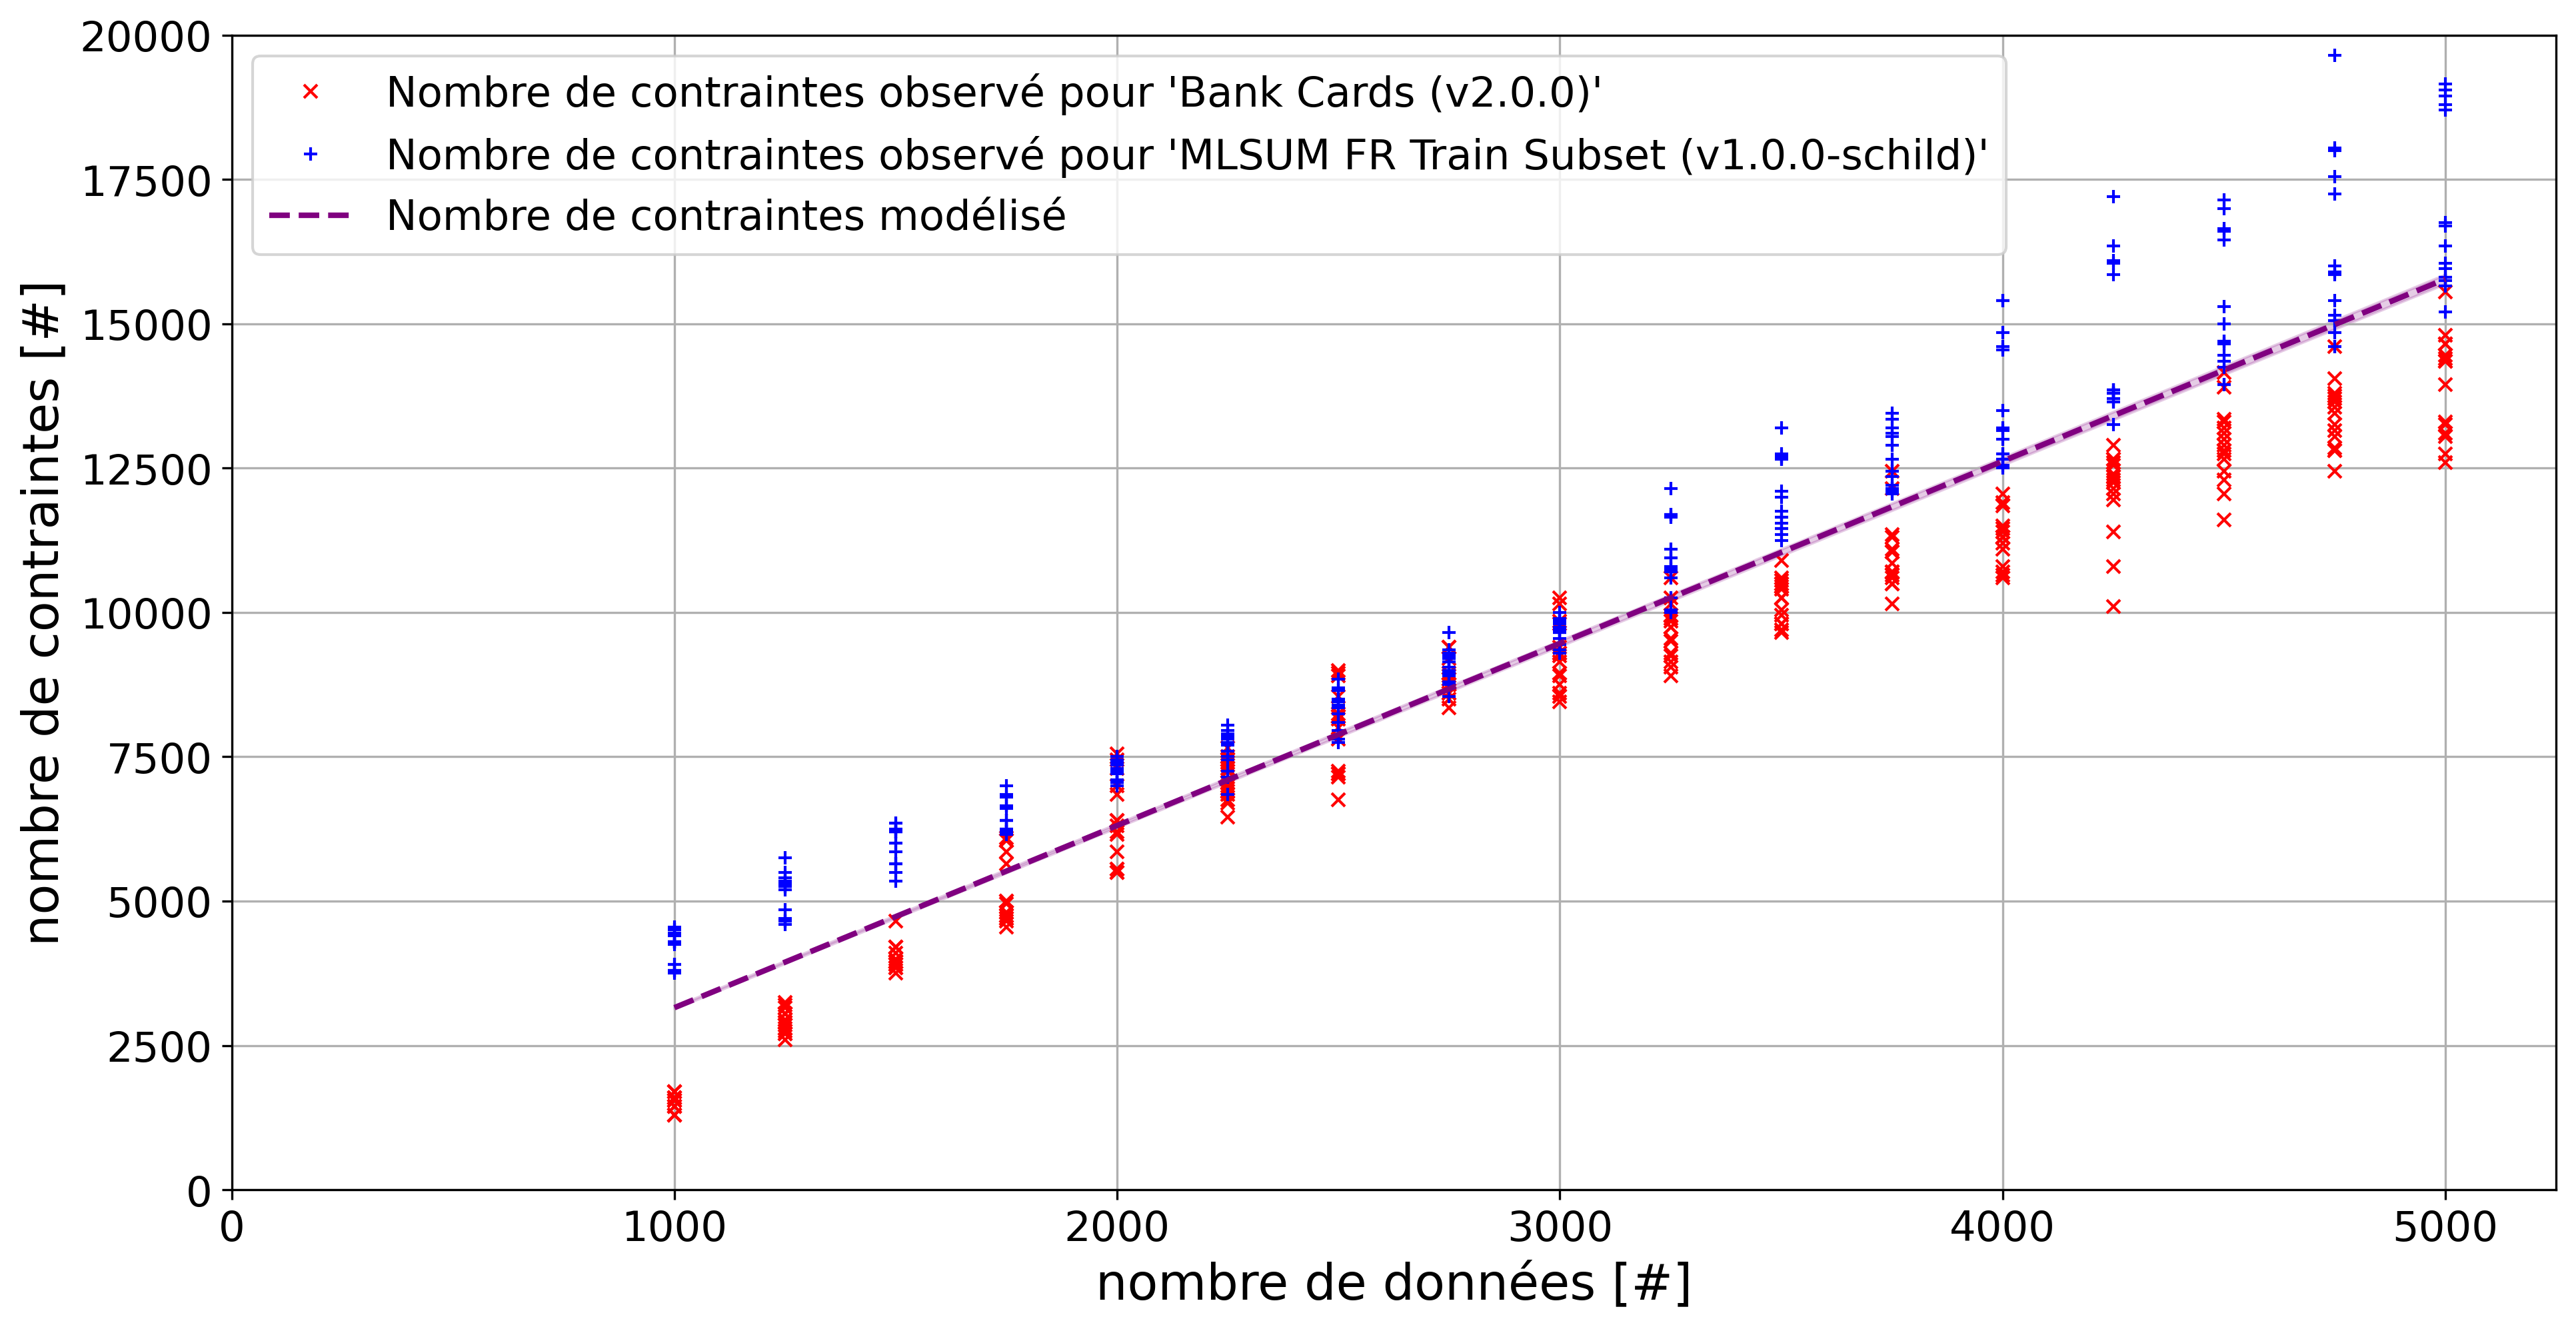 20000
17500
15000
12500
10000
7500
5000
2500
0
nombre de contraintes [#]
Nombre de contraintes observé pour 'Bank Cards (v2.0.0)'
Nombre de contraintes observé pour 'MLSUM FR Train Subset (v1.0.0-schild)'
Nombre de contraintes modélisé
0 1000 2000 3000 4000 5000
nombre de données [#]